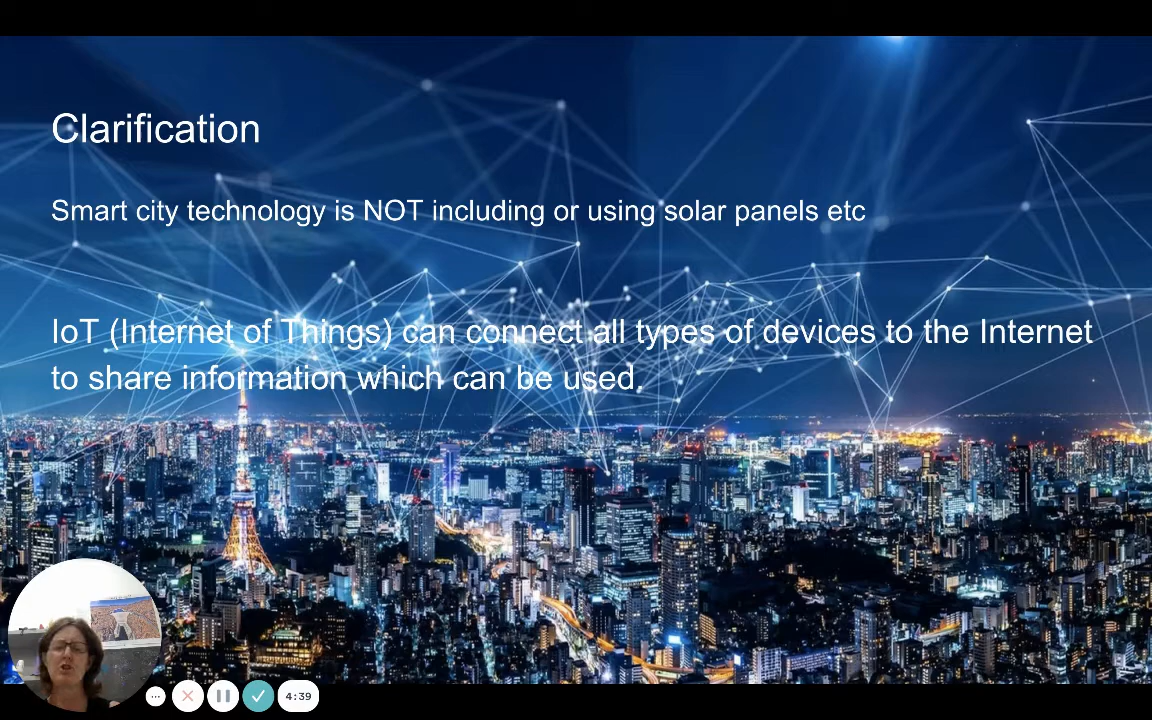 Clarification
Smart city technology is NOT including or using solar panels etc
IoT (Internet of Things) can connect all types of devices to the Internet
to share information which can be used.
4:39